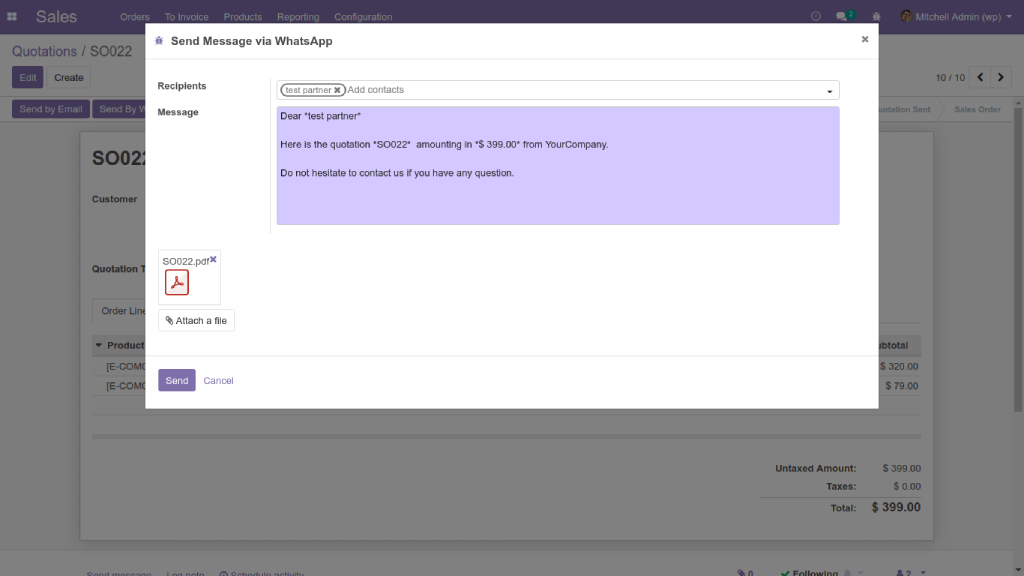 Sales Orders To Invoice Products Reporting Configuration 2 Mitchell Admin (wp)
Quotations / SO022
Edit Create 10 / 10
Send by Email Send By Quotation Sent Sales Order
Send Message via WhatsApp
Recipients test partner Add contacts
Message
Dear *test partner*
Here is the quotation *SO022* amounting in *$ 399.00* from YourCompany.
Do not hesitate to contact us if you have any question.
SO022
Customer
Quotation
SO022.pdf
Attach a file
Order Line
Product Subtotal
[E-COM $ 320.00
[E-COM $ 79.00
Send Cancel
Untaxed Amount: $ 399.00
Taxes: $ 0.00
Total: $ 399.00
Send message Log note Schedule activity 0 Following 2